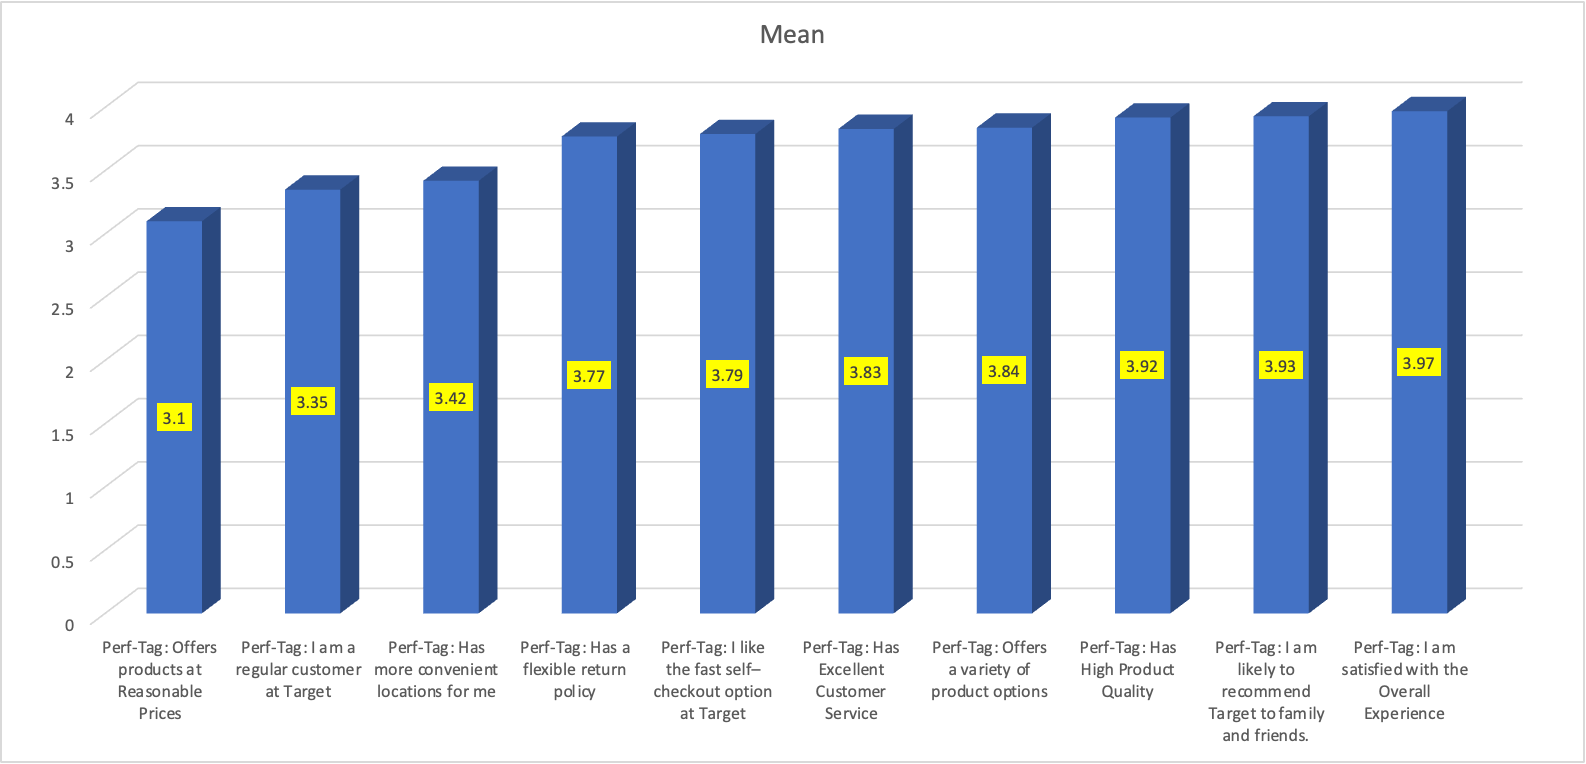 Mean
4
3.5
3
2.5
2
1.5
1
0.5
0
3.1
3.35
3.42
3.77
3.79
3.83
3.84
3.92
3.93
3.97
Perf-Tag: Offers
products at
Reasonable
Prices
Perf-Tag: I am a
regular customer
at Target
Perf-Tag: Has
more convenient
locations for me
Perf-Tag: Has a
flexible return
policy
Perf-Tag: I like
the fast self–
checkout option
at Target
Perf-Tag: Has
Excellent
Customer
Service
Perf-Tag: Offers
a variety of
product options
Perf-Tag: Has
High Product
Quality
Perf-Tag: I am
likely to
recommend
Target to family
and friends.
Perf-Tag: I am
satisfied with the
Overall
Experience